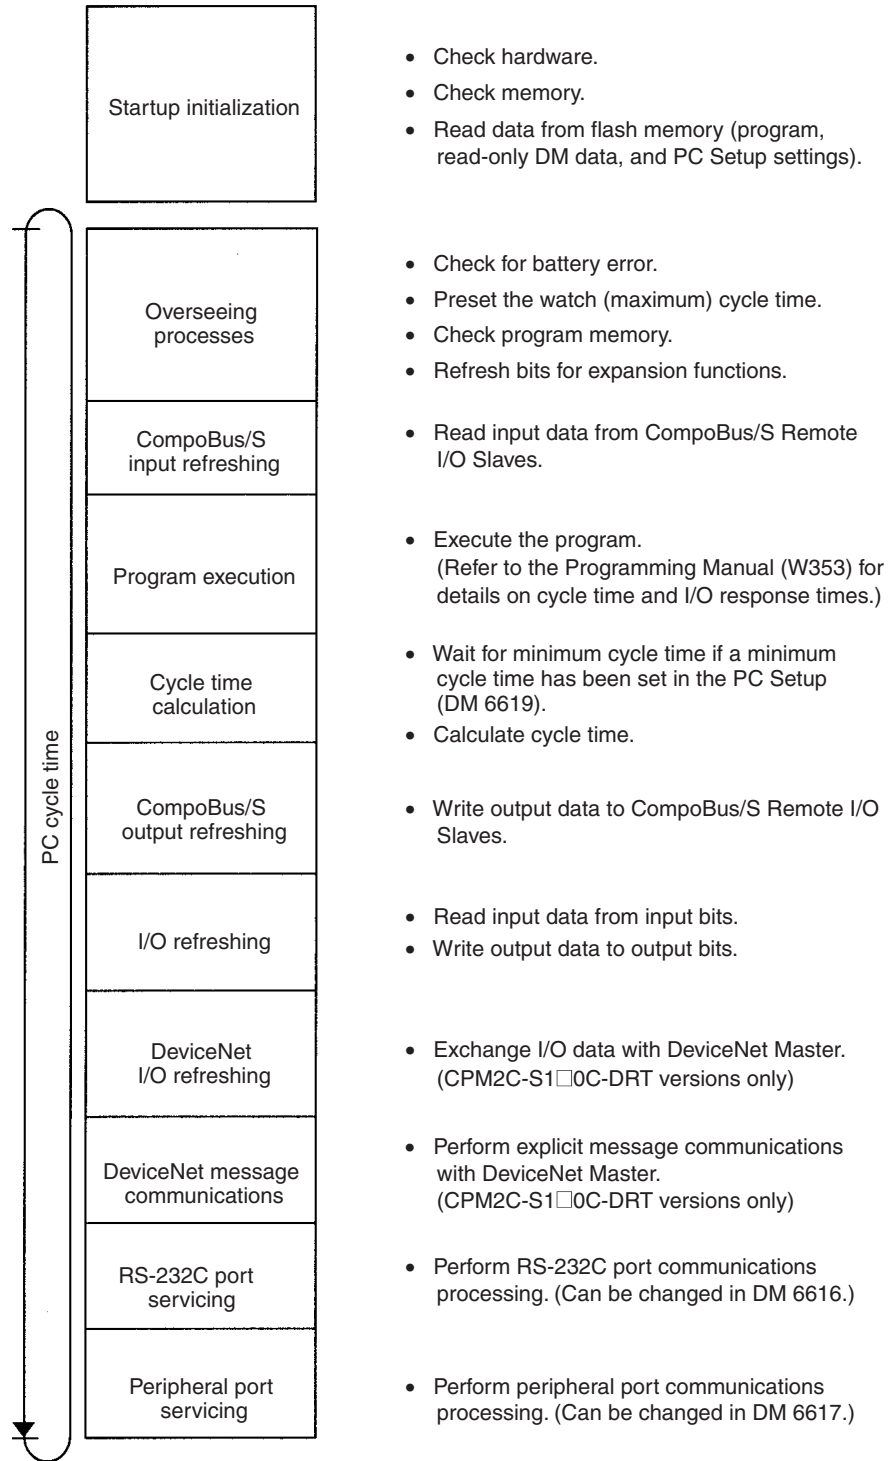 Startup initialization
• Check hardware.
• Check memory.
• Read data from flash memory (program,
read-only DM data, and PC Setup settings).
PC cycle time
Overseeing
processes
• Check for battery error.
• Preset the watch (maximum) cycle time.
• Check program memory.
• Refresh bits for expansion functions.
CompoBus/S
input refreshing
• Read input data from CompoBus/S Remote
I/O Slaves.
Program execution
• Execute the program.
(Refer to the Programming Manual (W353) for
details on cycle time and I/O response times.)
Cycle time
calculation
• Wait for minimum cycle time if a minimum
cycle time has been set in the PC Setup
(DM 6619).
• Calculate cycle time.
CompoBus/S
output refreshing
• Write output data to CompoBus/S Remote I/O
Slaves.
I/O refreshing
• Read input data from input bits.
• Write output data to output bits.
DeviceNet
I/O refreshing
• Exchange I/O data with DeviceNet Master.
(CPM2C-S1□0C-DRT versions only)
DeviceNet message
communications
• Perform explicit message communications
with DeviceNet Master.
(CPM2C-S1□0C-DRT versions only)
RS-232C port
servicing
• Perform RS-232C port communications
processing. (Can be changed in DM 6616.)
Peripheral port
servicing
• Perform peripheral port communications
processing. (Can be changed in DM 6617.)